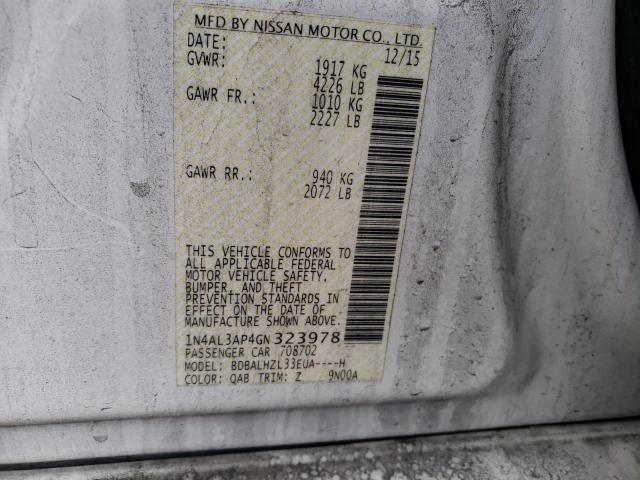 MFD BY NISSAN MOTOR CO., LTD.
DATE: 12/15
GVWR: 1917 KG
4226 LB
GAWR FR.: 1010 KG
2227 LB
GAWR RR.: 940 KG
2072 LB
THIS VEHICLE CONFORMS TO
ALL APPLICABLE FEDERAL
MOTOR VEHICLE SAFETY,
BUMPER, AND THEFT
PREVENTION STANDARDS IN
EFFECT ON THE DATE OF
MANUFACTURE SHOWN ABOVE.
1N4AL3AP4GN323978
PASSENGER CAR 708702
MODEL: BDBALHZL33EUA----H
COLOR: QAB TRIM: Z 9N00A